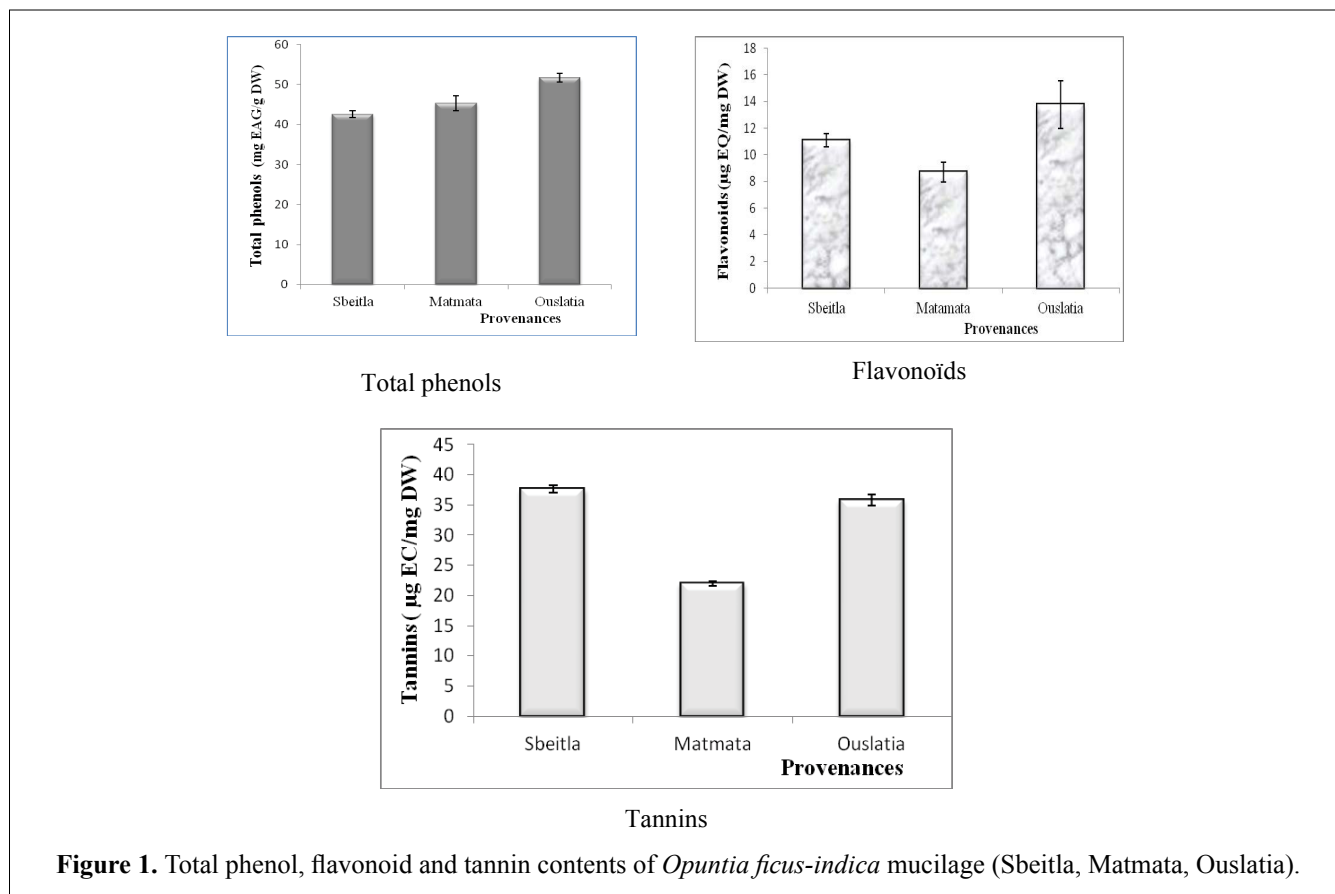 Total phenols (mg EAG/g DW)
60
50
40
30
20
10
0
Sbeitla Matmata Ouslatia
Provenances
Total phenols
Flavonoids (µg EQ/mg DW)
18
16
14
12
10
8
6
4
2
0
Sbeitla Matamata Ouslatia
Provenances
Flavonoïds
Tannins ( µg EC/mg DW)
45
40
35
30
25
20
15
10
5
0
Sbeitla Matmata Ouslatia
Provenances
Tannins
Figure 1. Total phenol, flavonoid and tannin contents of Opuntia ficus-indica mucilage (Sbeitla, Matmata, Ouslatia).